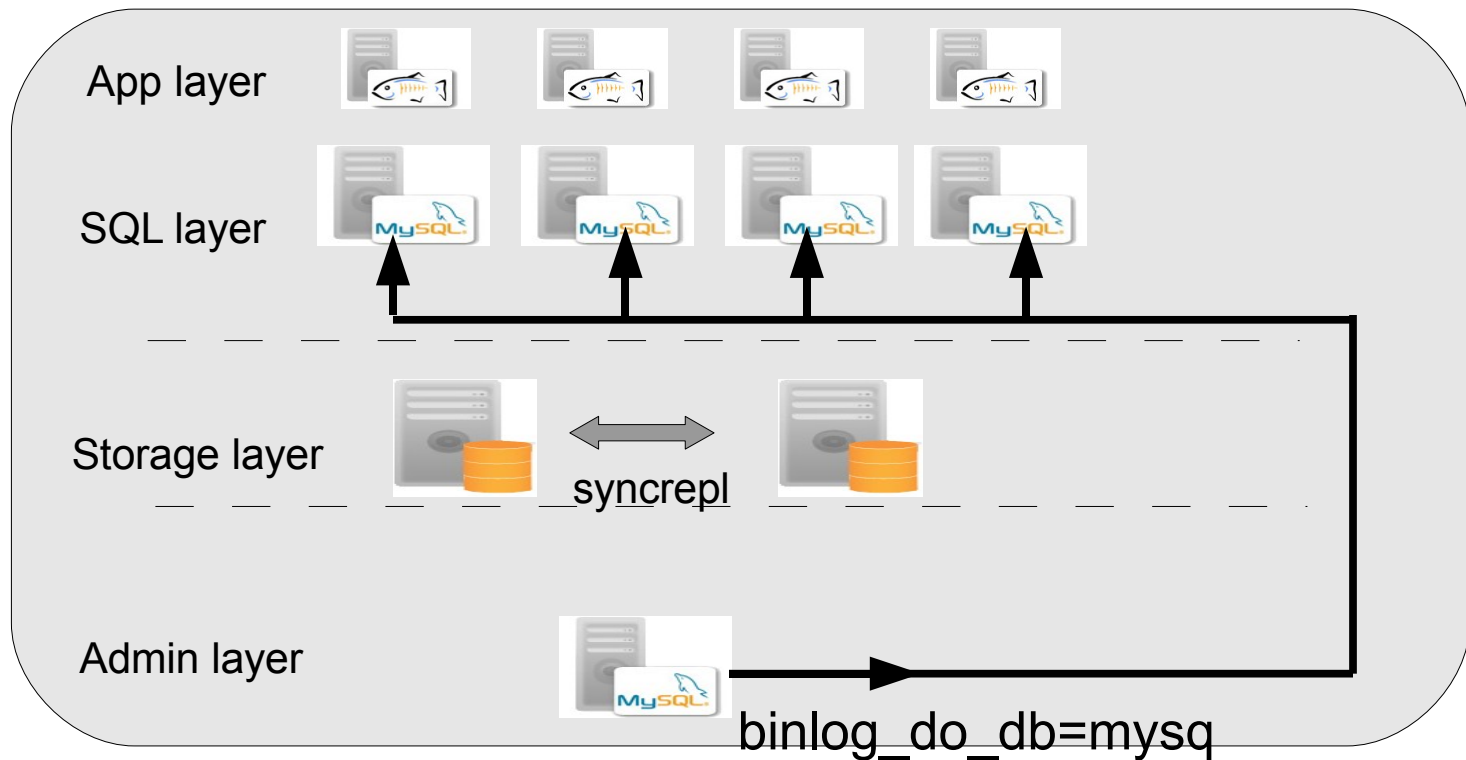 App layer
SQL layer
MySQL
MySQL
MySQL
MySQL
Storage layer
syncrepl
Admin layer
MySQL
binlog_do_db=mysq